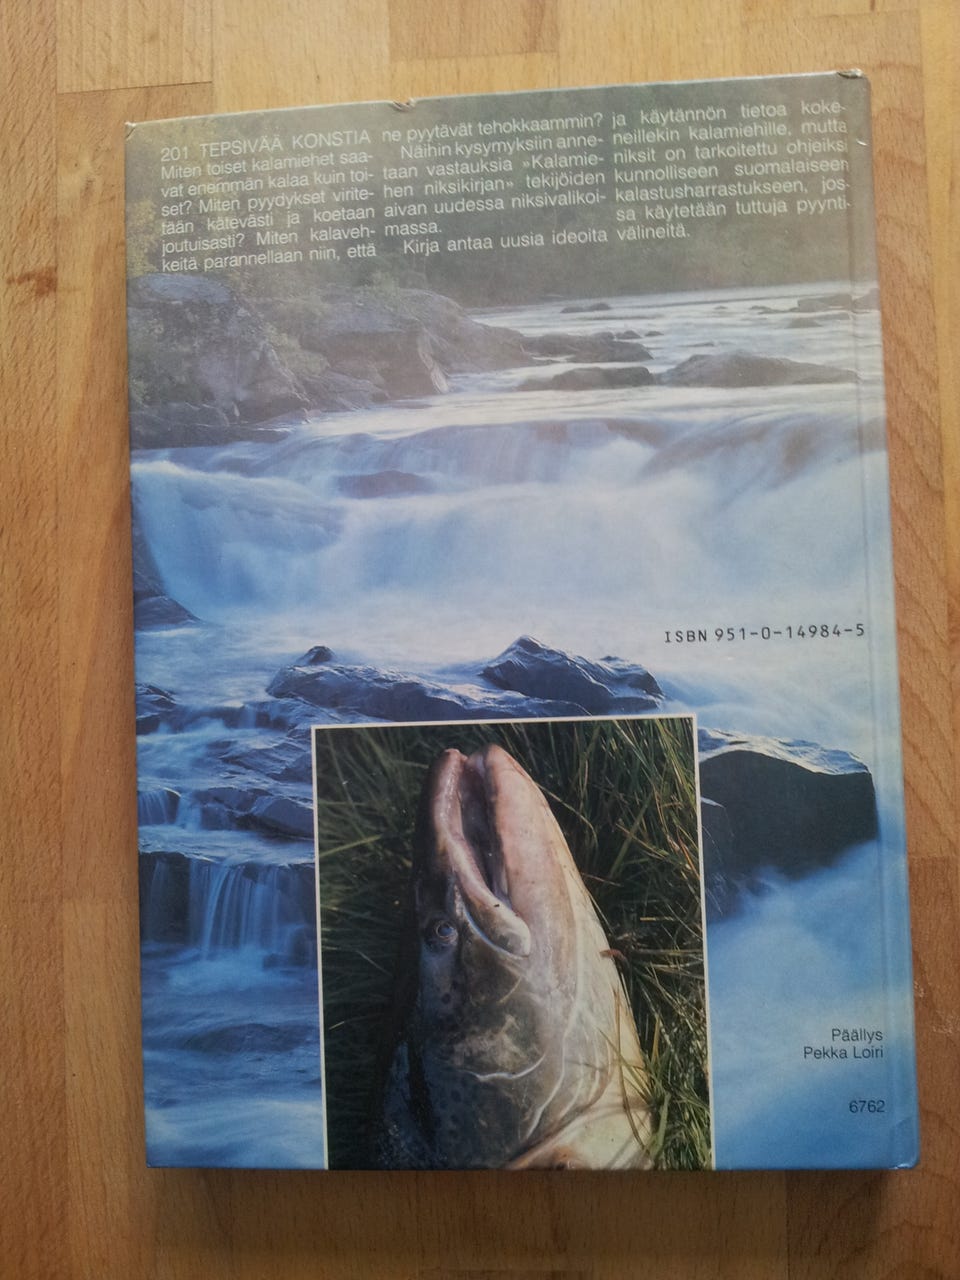 201 TEPSIVÄÄ KONSTIA
Miten toiset kalamiehet saa-
vat enemmän kalaa kuin toi-
set? Miten pyydykset virite-
tään kätevästi ja koetaan
joutuisasti? Miten kalaveh-
keitä parannellaan niin, että
ne pyytävät tehokkaammin?
Näihin kysymyksiin anne-
taan vastauksia »Kalamie-
hen niksikirjan» tekijöiden
aivan uudessa niksivalikoi-
massa.
Kirja antaa uusia ideoita
ja käytännön tietoa koke-
neillekin kalamiehille, mutta
niksit on tarkoitettu ohjeiksi
kunnolliseen suomalaiseen
kalastusharrastukseen, jos-
sa käytetään tuttuja pyynti-
välineitä.
ISBN 951-0-14984-5
Päällys
Pekka Loiri
6762